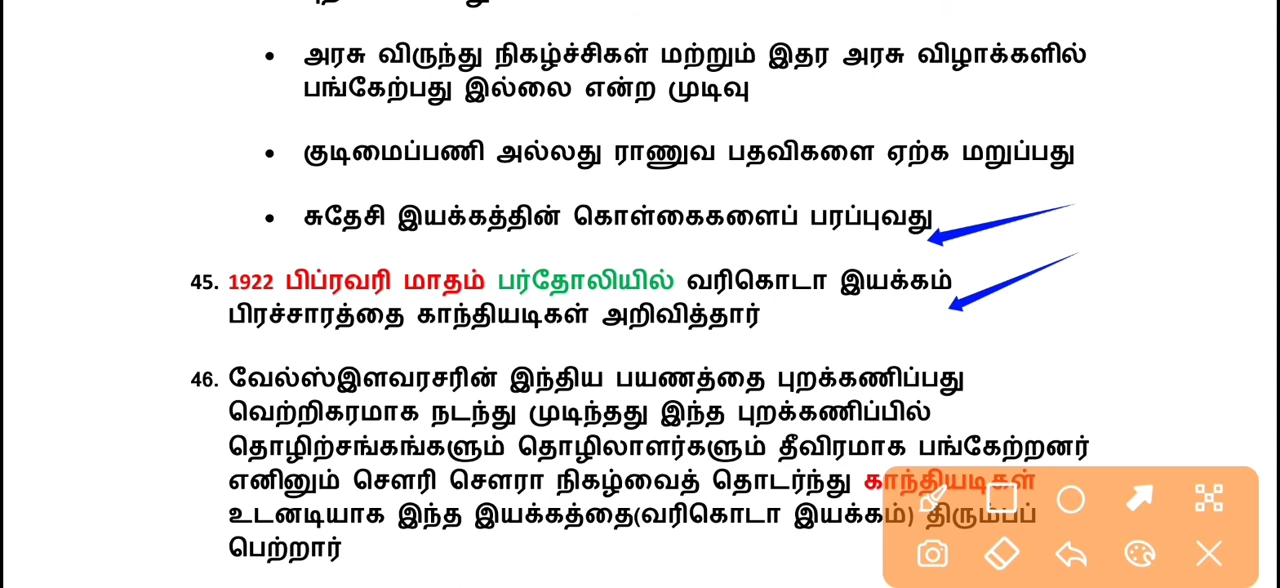 அரசு விருந்து நிகழ்ச்சிகள் மற்றும் இதர அரசு விழாக்களில்
பங்கேற்பது இல்லை என்ற முடிவு
குடிமைப்பணி அல்லது ராணுவ பதவிகளை ஏற்க மறுப்பது
சுதேசி இயக்கத்தின் கொள்கைகளைப் பரப்புவது
45. 1922 பிப்ரவரி மாதம் பர்தோலியில் வரிகொடா இயக்கம்
பிரச்சாரத்தை காந்தியடிகள் அறிவித்தார்
46. வேல்ஸ்இளவரசரின் இந்திய பயணத்தை புறக்கணிப்பது
வெற்றிகரமாக நடந்து முடிந்தது இந்த புறக்கணிப்பில்
தொழிற்சங்கங்களும் தொழிலாளர்களும் தீவிரமாக பங்கேற்றனர்
எனினும் சௌரி சௌரா நிகழ்வைத் தொடர்ந்து காந்தியடிகள்
உடனடியாக இந்த இயக்கத்தை(வரிகொடா இயக்கம்) திரும்பப்
பெற்றார்